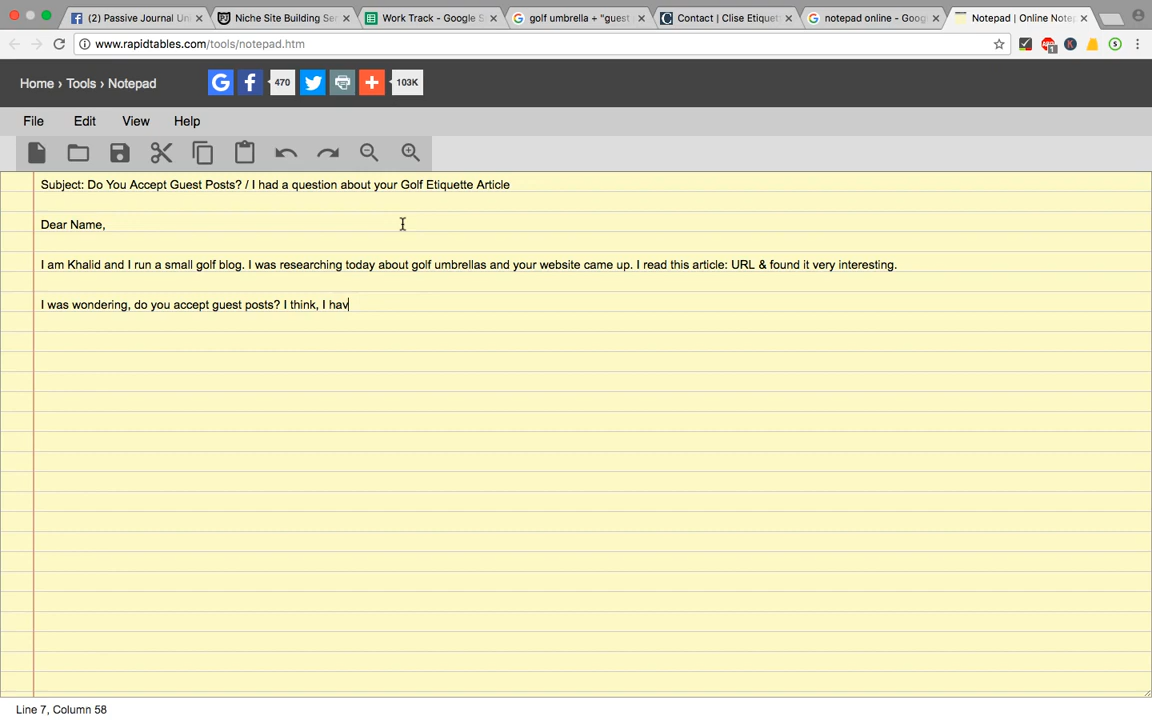 (2) Passive Journal Un
Niche Site Building Se
Work Track - Google S
golf umbrella + "guest
Contact | Clise Etiquet
notepad online - Goog
Notepad | Online Note
www.rapidtables.com/tools/notepad.htm
Home › Tools › Notepad
470
103K
File Edit View Help
Subject: Do You Accept Guest Posts? / I had a question about your Golf Etiquette Article
Dear Name,
I am Khalid and I run a small golf blog. I was researching today about golf umbrellas and your website came up. I read this article: URL & found it very interesting.
I was wondering, do you accept guest posts? I think, I hav
Line 7, Column 58